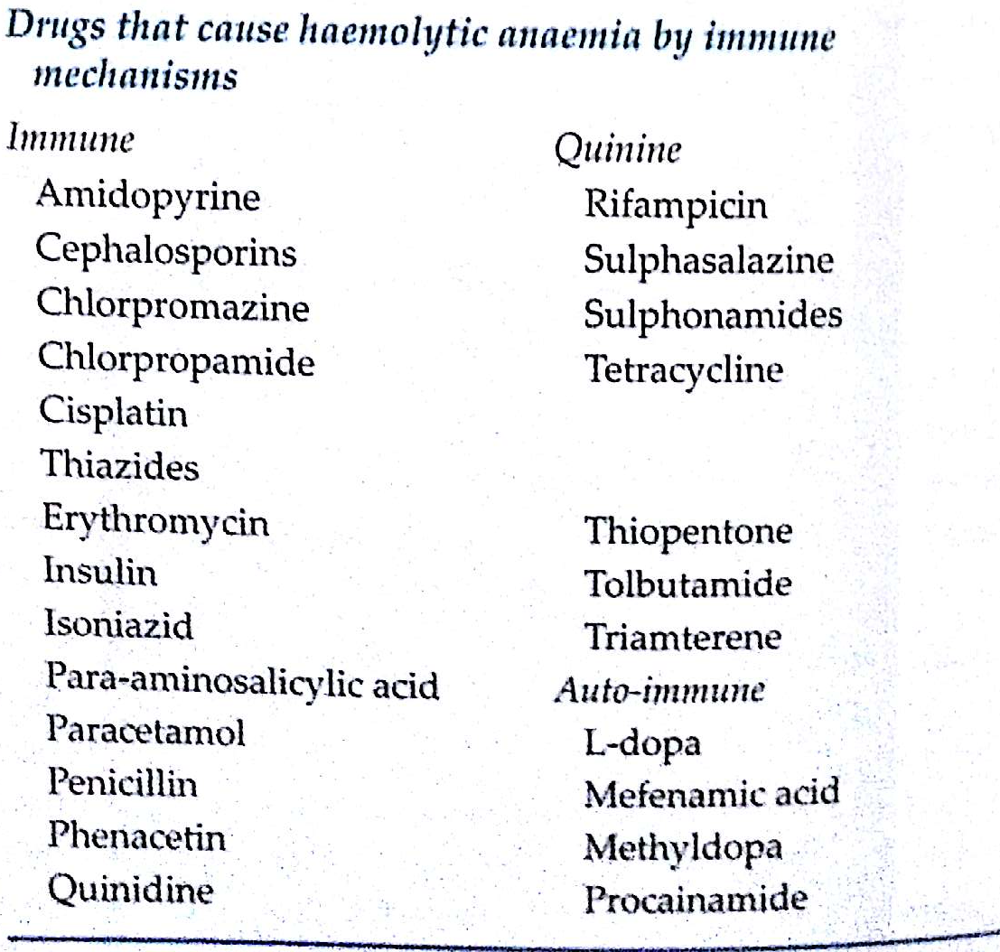 Drugs that cause haemolytic anaemia by immune
mechanisms
Immune
Amidopyrine
Cephalosporins
Chlorpromazine
Chlorpropamide
Cisplatin
Thiazides
Erythromycin
Insulin
Isoniazid
Para-aminosalicylic acid
Paracetamol
Penicillin
Phenacetin
Quinidine
Quinine
Rifampicin
Sulphasalazine
Sulphonamides
Tetracycline
Thiopentone
Tolbutamide
Triamterene
Auto-immune
L-dopa
Mefenamic acid
Methyldopa
Procainamide